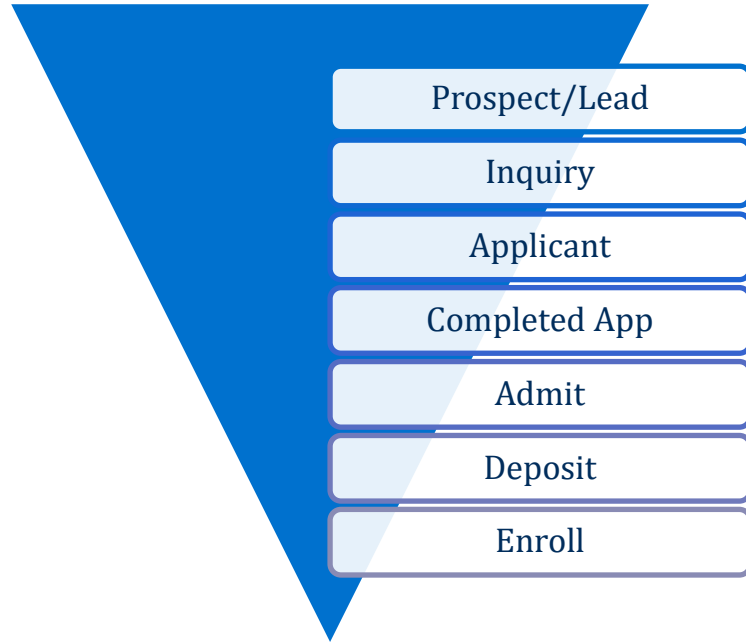 Prospect/Lead
Inquiry
Applicant
Completed App
Admit
Deposit
Enroll